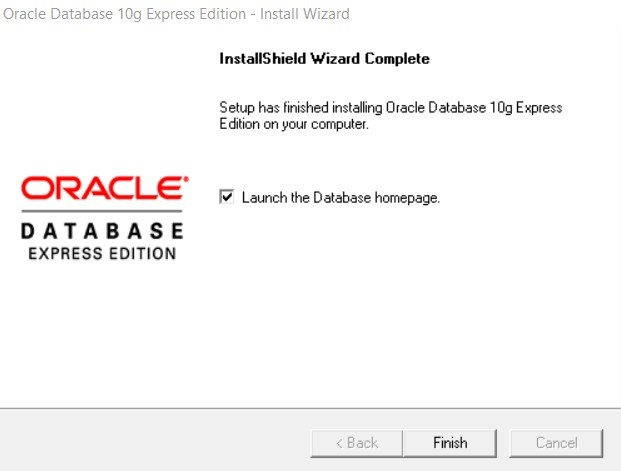 Oracle Database 10g Express Edition - Install Wizard
InstallShield Wizard Complete
Setup has finished installing Oracle Database 10g Express
Edition on your computer.
ORACLE®
DATABASE
EXPRESS EDITION
Launch the Database homepage.
< Back
Finish
Cancel